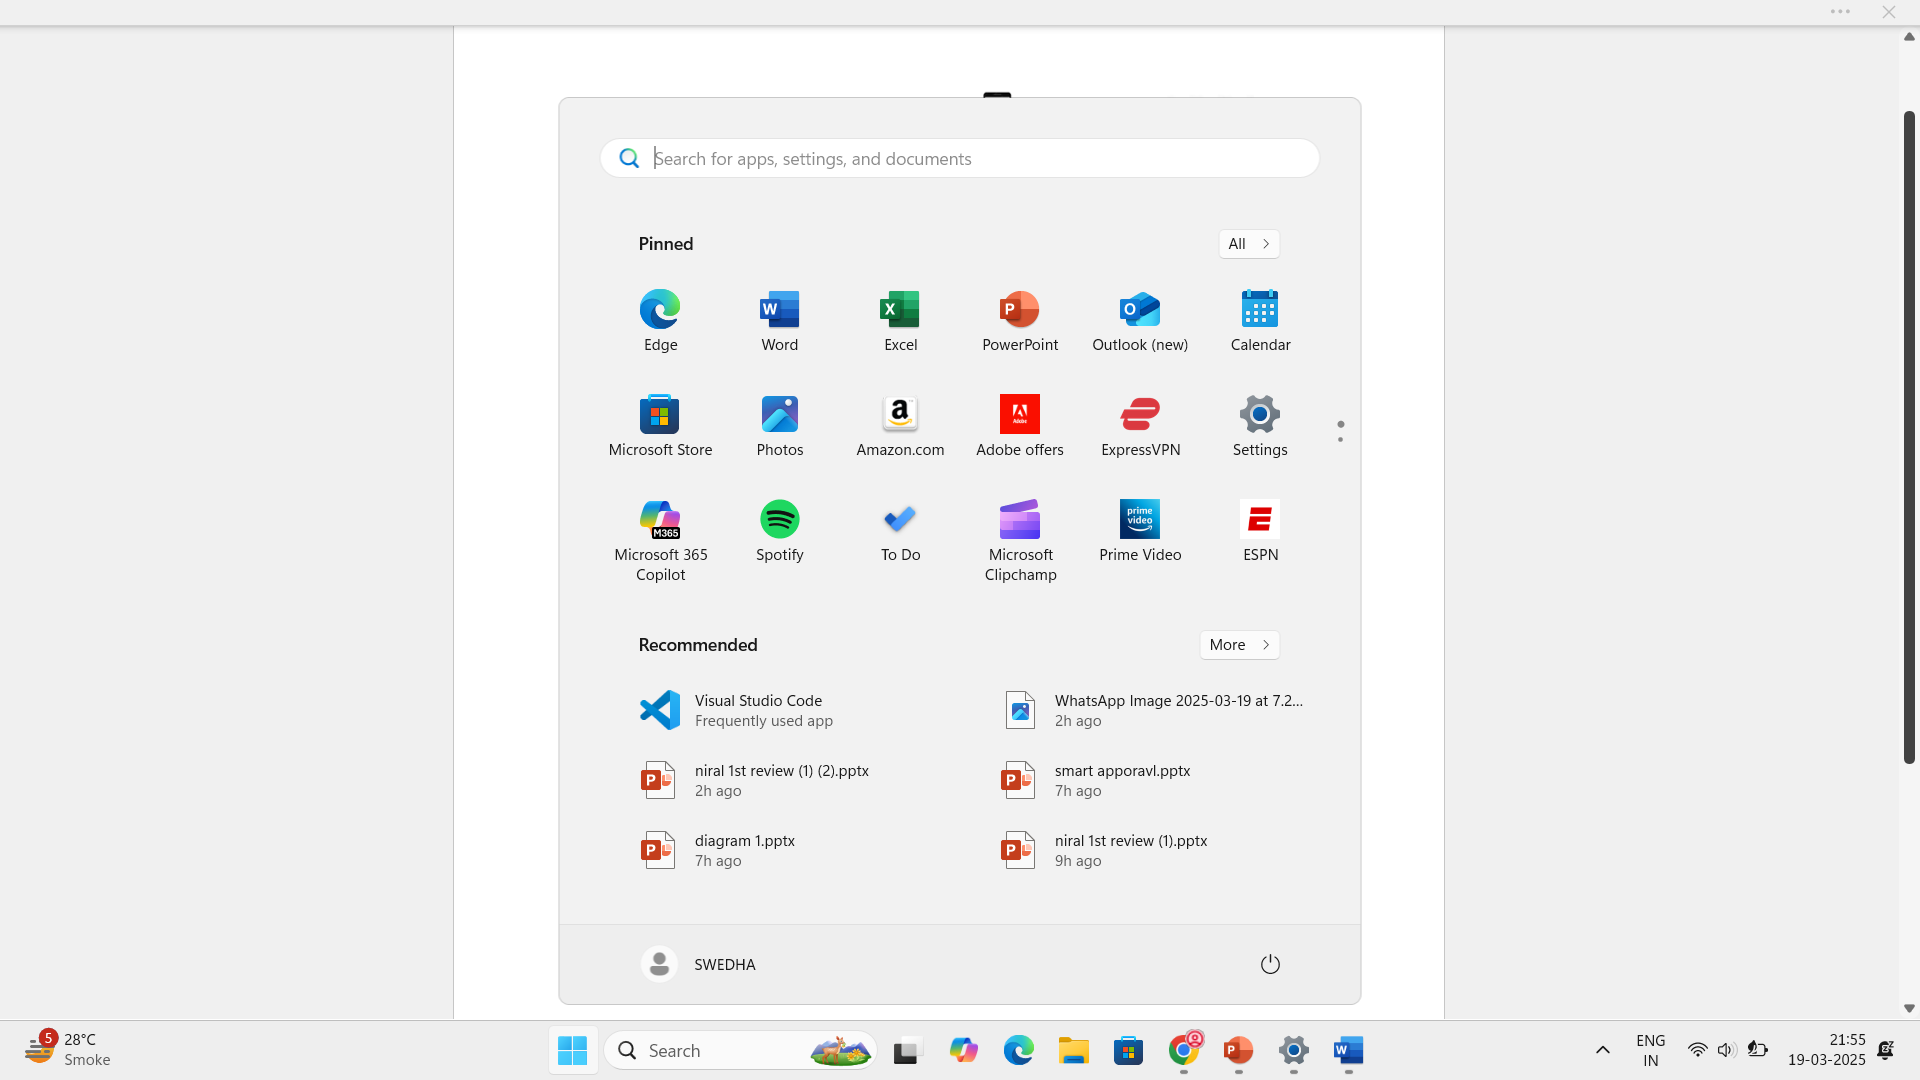 Search for apps, settings, and documents
Pinned
All
Edge
Word
Excel
PowerPoint
Outlook (new)
Calendar
Microsoft Store
Photos
Amazon.com
Adobe offers
ExpressVPN
Settings
Microsoft 365
Copilot
Spotify
To Do
Microsoft
Clipchamp
Prime Video
ESPN
M365
prime
video
Adobe
Recommended
More
Visual Studio Code
Frequently used app
WhatsApp Image 2025-03-19 at 7.2...
2h ago
niral 1st review (1) (2).pptx
2h ago
smart apporavl.pptx
7h ago
diagram 1.pptx
7h ago
niral 1st review (1).pptx
9h ago
SWEDHA
5
28°C
Smoke
Search
ENG
IN
21:55
19-03-2025